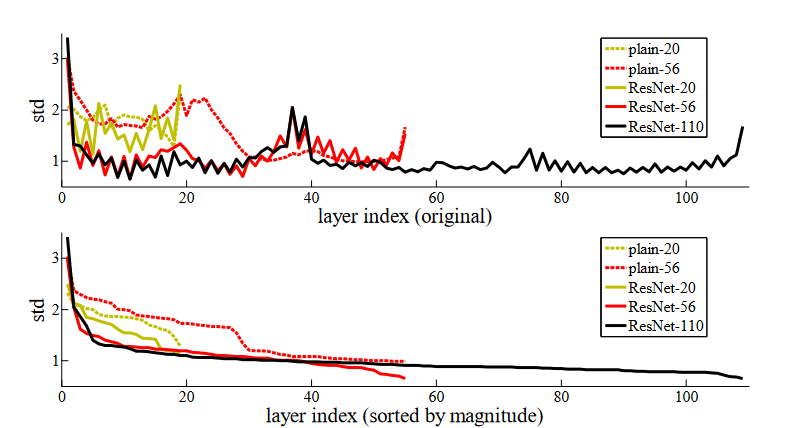 3
2
1
std
plain-20
plain-56
ResNet-20
ResNet-56
ResNet-110
0 20 40 60 80 100
layer index (original)
3
2
1
std
plain-20
plain-56
ResNet-20
ResNet-56
ResNet-110
0 20 40 60 80 100
layer index (sorted by magnitude)